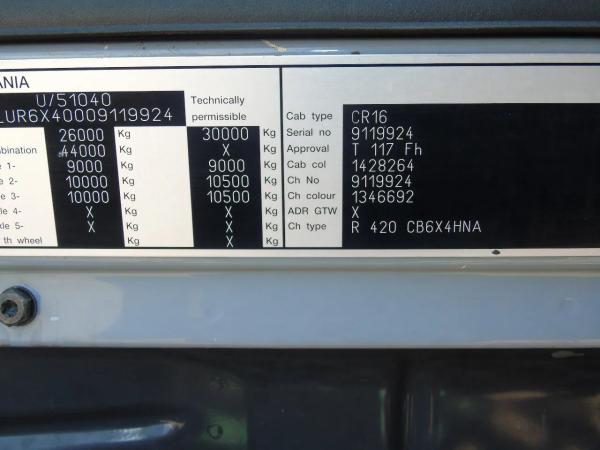 ANIA
U/51040
LUR6X40009119924
Technically
permissible
26000 Kg 30000 Kg
mbination 44000 Kg X Kg
e 1- 9000 Kg 9000 Kg
e 2- 10000 Kg 10500 Kg
e 3- 10000 Kg 10500 Kg
le 4- X Kg X Kg
le 5- X Kg X Kg
th wheel X Kg X Kg
Cab type CR16
Serial no 9119924
Approval T 117 Fh
Cab col 1428264
Ch No 9119924
Ch colour 1346692
ADR GTW X
Ch type R 420 CB6X4HNA